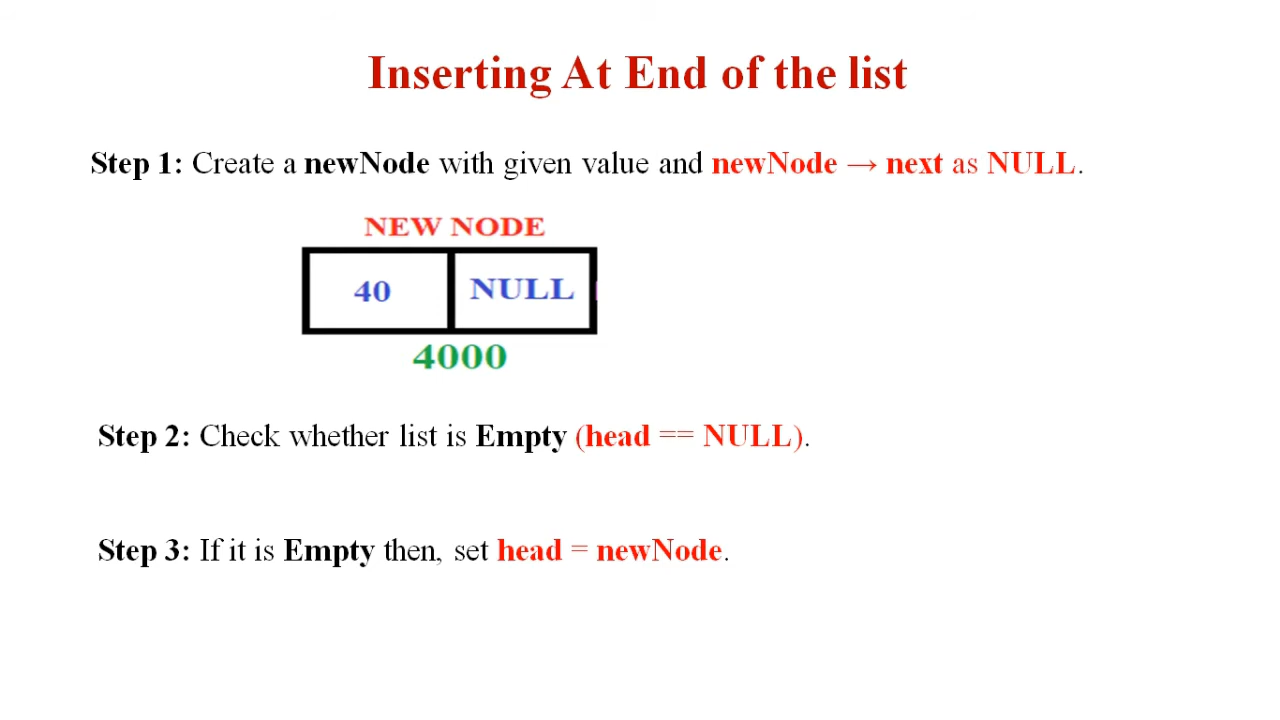 Inserting At End of the list
Step 1: Create a newNode with given value and newNode → next as NULL.
NEW NODE
40 NULL
4000
Step 2: Check whether list is Empty (head == NULL).
Step 3: If it is Empty then, set head = newNode.